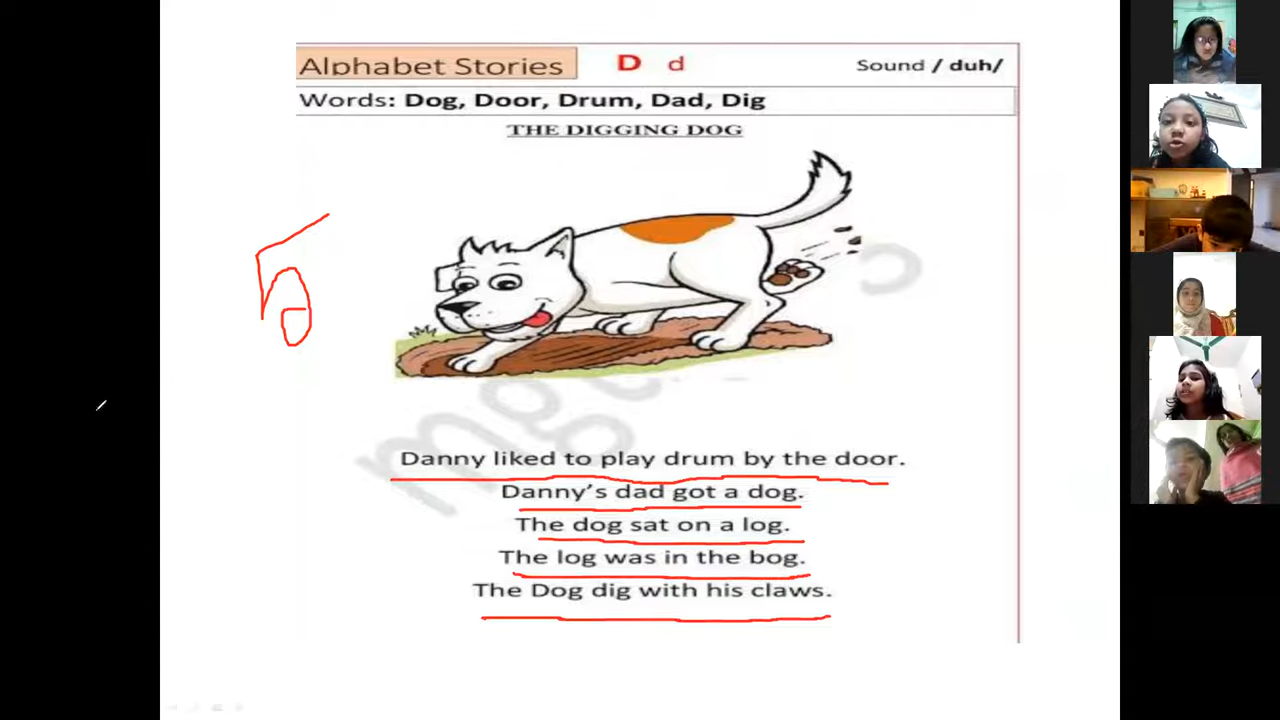 Alphabet Stories D d Sound / duh/
Words: Dog, Door, Drum, Dad, Dig
THE DIGGING DOG
Danny liked to play drum by the door.
Danny's dad got a dog.
The dog sat on a log.
The log was in the bog.
The Dog dig with his claws.